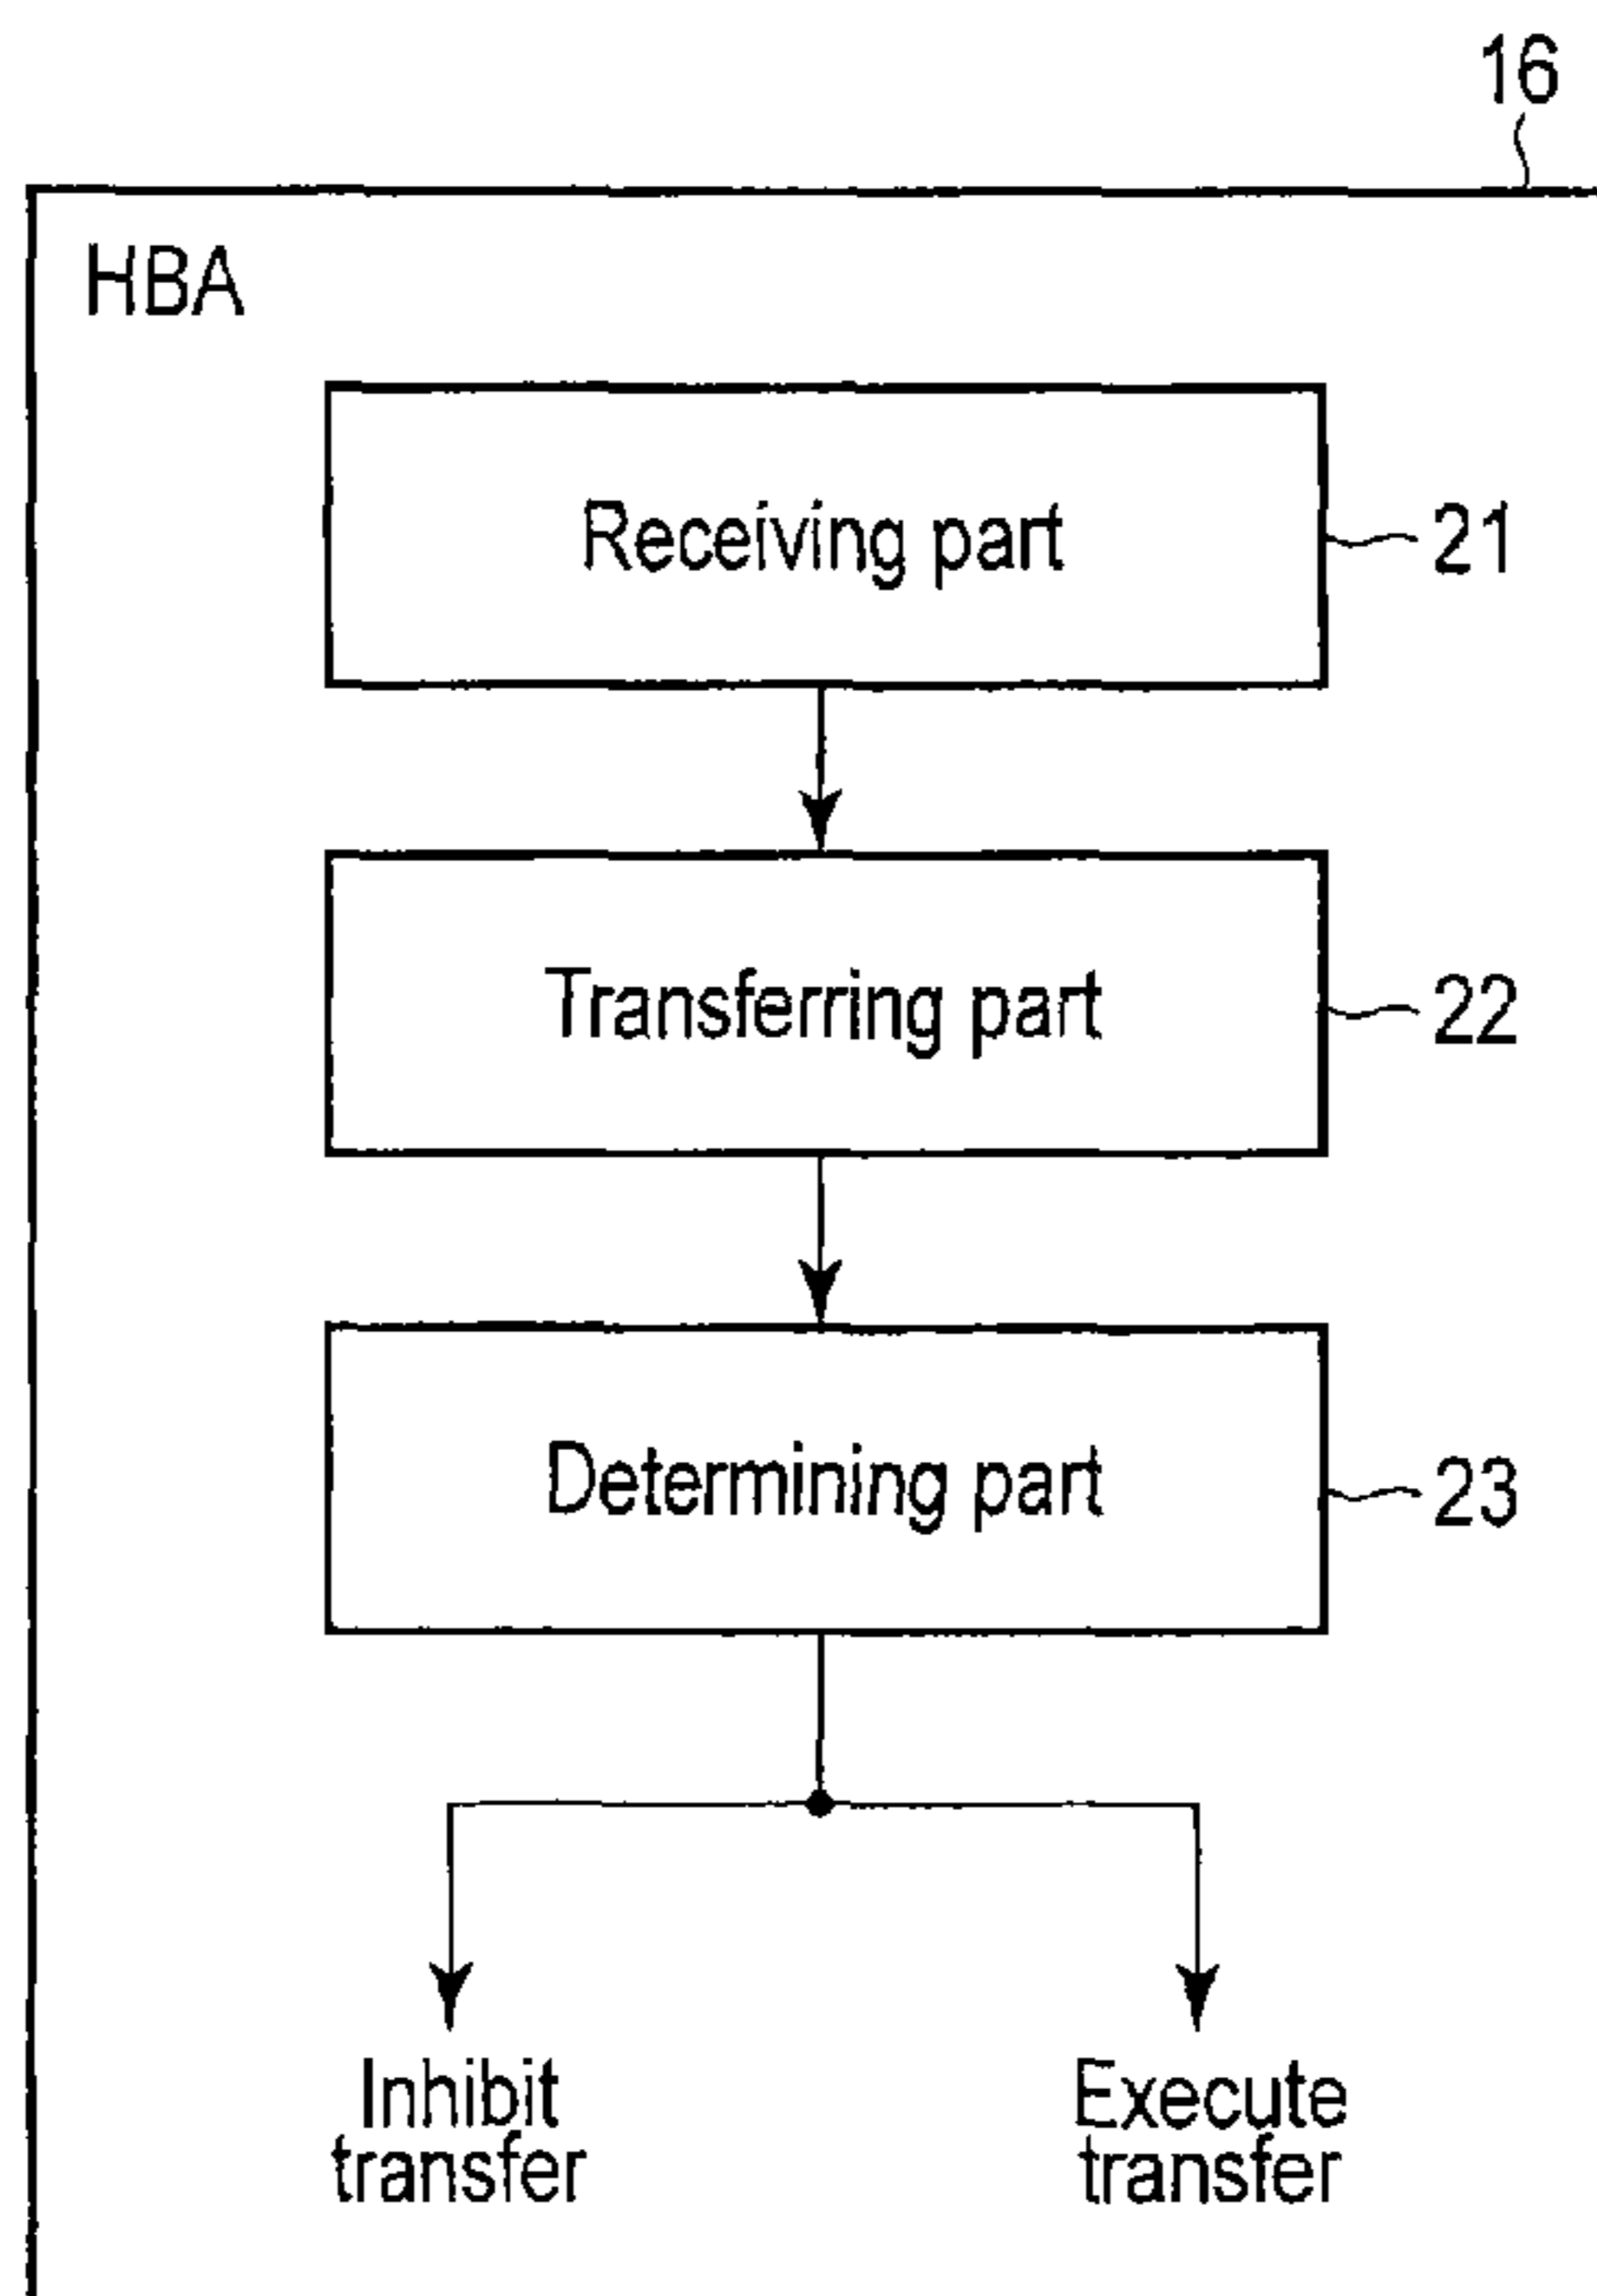 16
HBA
Receiving part
21
Transferring part
22
Determining part
23
Inhibit
transfer
Execute
transfer